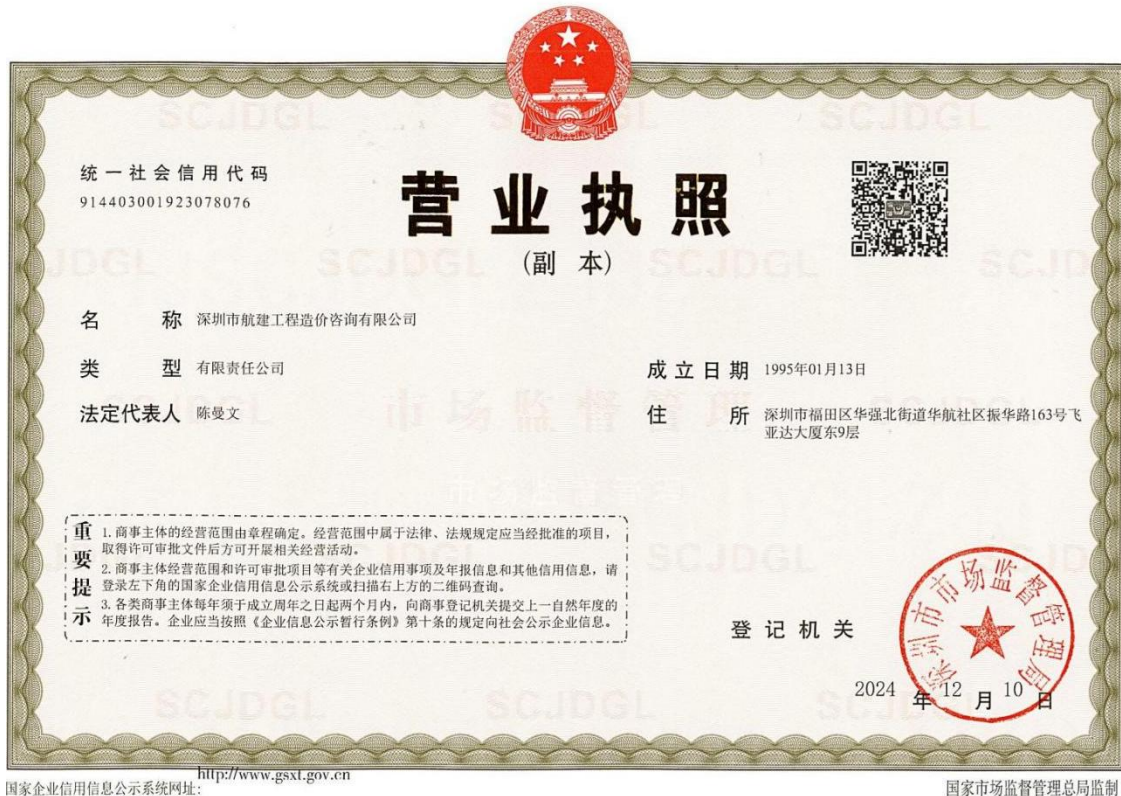 统一社会信用代码
914403001923078076
营业执照
(副 本)
名 称 深圳市航建工程造价咨询有限公司
类 型 有限责任公司
法定代表人 陈曼文
成立日期 1995年01月13日
住 所 深圳市福田区华强北街道华航社区振华路163号飞
亚达大厦东9层
重要提示
1. 商事主体的经营范围由章程确定。经营范围中属于法律、法规规定应当经批准的项目，
取得许可审批文件后方可开展相关经营活动。
2. 商事主体经营范围和许可审批项目等有关企业信用事项及年报信息和其他信用信息，请
登录左下角的国家企业信用信息公示系统或扫描右上方的二维码查询。
3. 各类商事主体每年须于成立周年之日起两个月内，向商事登记机关提交上一自然年度的
年度报告。企业应当按照《企业信息公示暂行条例》第十条的规定向社会公示企业信息。
登记机关
深圳市市场监督管理局
2024 年 12 月 10 日
国家企业信用信息公示系统网址: http://www.gsxt.gov.cn
国家市场监督管理总局监制
SCJDGL
市场监督管理